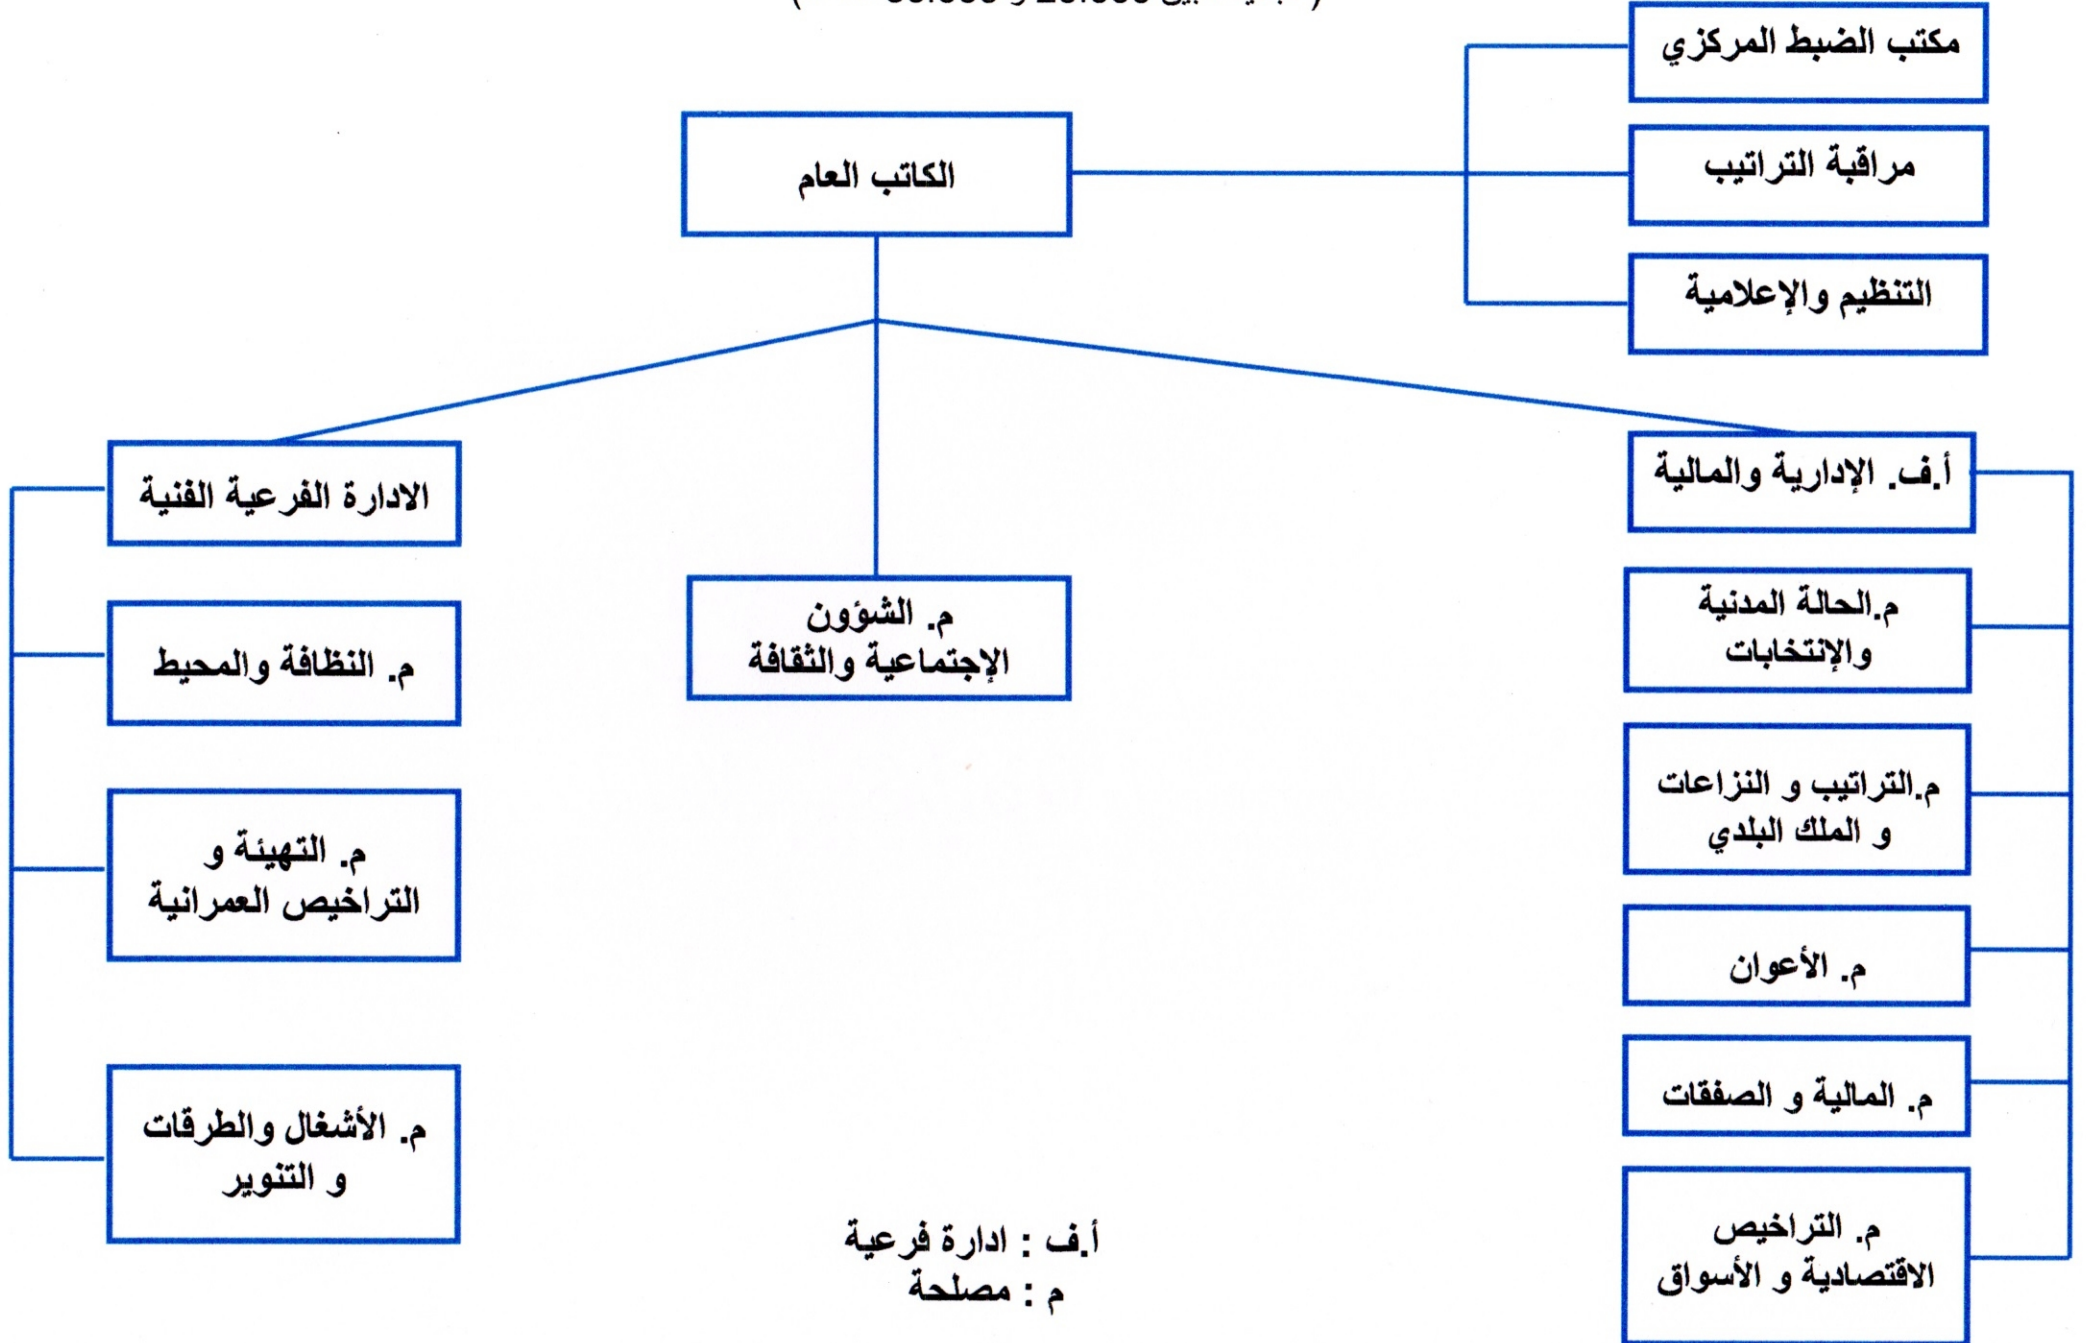 مكتب الضبط المركزي
الكاتب العام
مراقبة التراتيب
التنظيم والإعلامية
أ.ف. الإدارية والمالية
الادارة الفرعية الفنية
م.الحالة المدنية
والإنتخابات
م. الشؤون
الإجتماعية والثقافة
م. النظافة والمحيط
م.التراتيب و النزاعات
و الملك البلدي
م. التهيئة و
التراخيص العمرانية
م. الأعوان
م. المالية و الصفقات
م. الأشغال والطرقات
و التنوير
م. التراخيص
الاقتصادية و الأسواق
أ.ف : ادارة فرعية
م : مصلحة